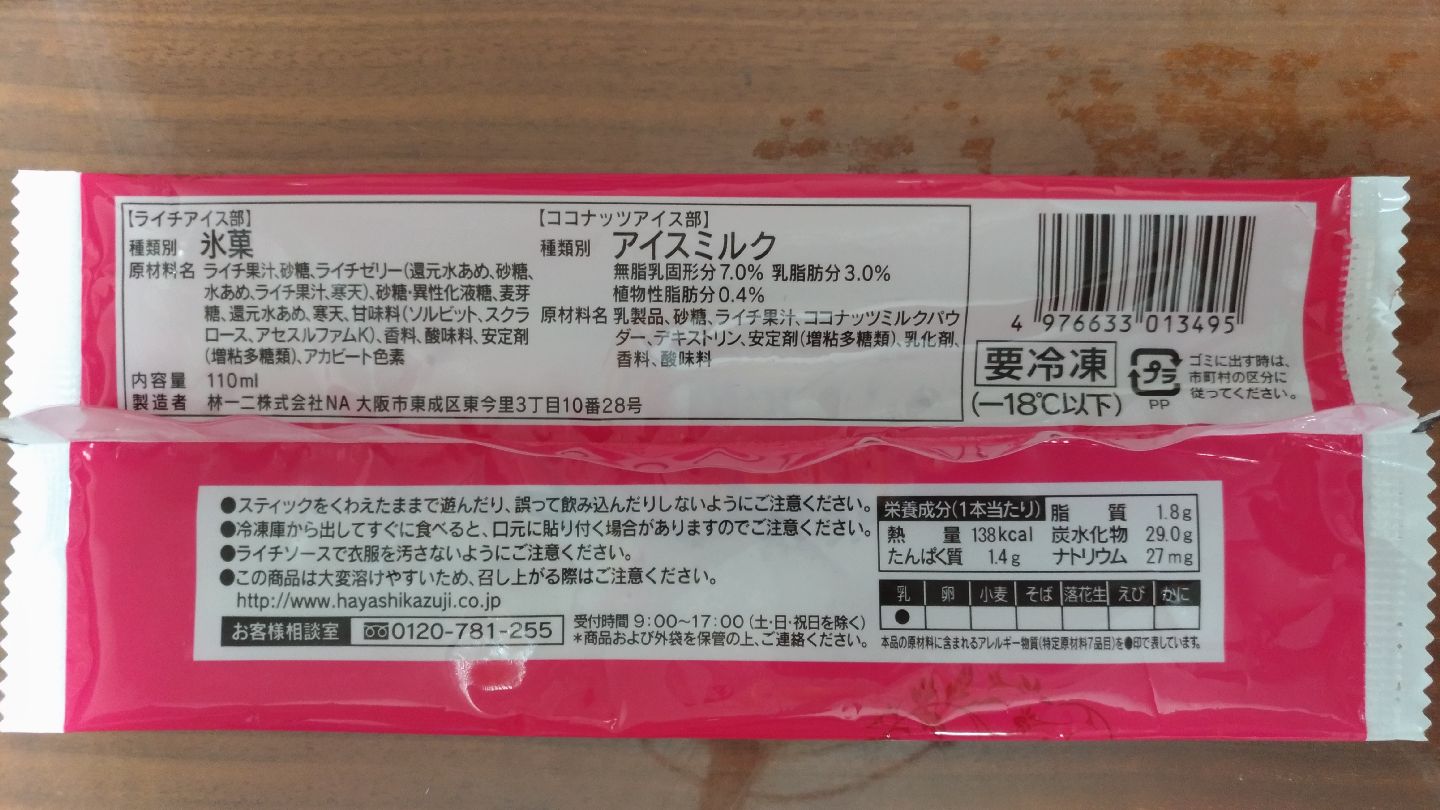 【ライチアイス部】
種類別 氷菓
原材料名 ライチ果汁、砂糖、ライチゼリー(還元水あめ、砂糖、
水あめ、ライチ果汁、寒天)、砂糖・異性化液糖、麦芽
糖、還元水あめ、寒天、甘味料(ソルビット、スクラ
ロース、アセスルファムK)、香料、酸味料、安定剤
(増粘多糖類)、アカビート色素
内容量 110ml
製造者 林一二株式会社NA 大阪市東成区東今里3丁目10番28号
【ココナッツアイス部】
種類別 アイスミルク
無脂乳固形分7.0% 乳脂肪分3.0%
植物性脂肪分0.4%
原材料名 乳製品、砂糖、ライチ果汁、ココナッツミルクパウ
ダー、デキストリン、安定剤(増粘多糖類)、乳化剤、
香料、酸味料
4 976633 013495
要冷凍
(−18℃以下)
プラ
PP
ゴミに出す時は、
市町村の区分に
従ってください。
●スティックをくわえたままで遊んだり、誤って飲み込んだりしないようにご注意ください。
●冷凍庫から出してすぐに食べると、口元に貼り付く場合がありますのでご注意ください。
●ライチソースで衣服を汚さないようにご注意ください。
●この商品は大変溶けやすいため、召し上がる際はご注意ください。
http://www.hayashikazuji.co.jp
お客様相談室 0120-781-255
受付時間 9:00〜17:00 (土・日・祝日を除く)
*商品および外袋を保管の上、ご連絡ください。
栄養成分(1本当たり) 脂質 1.8g
熱量 138kcal 炭水化物 29.0g
たんぱく質 1.4g ナトリウム 27mg
乳 卵 小麦 そば 落花生 えび かに
●
本品の原材料に含まれるアレルギー物質(特定原材料7品目)を●印で表しています。